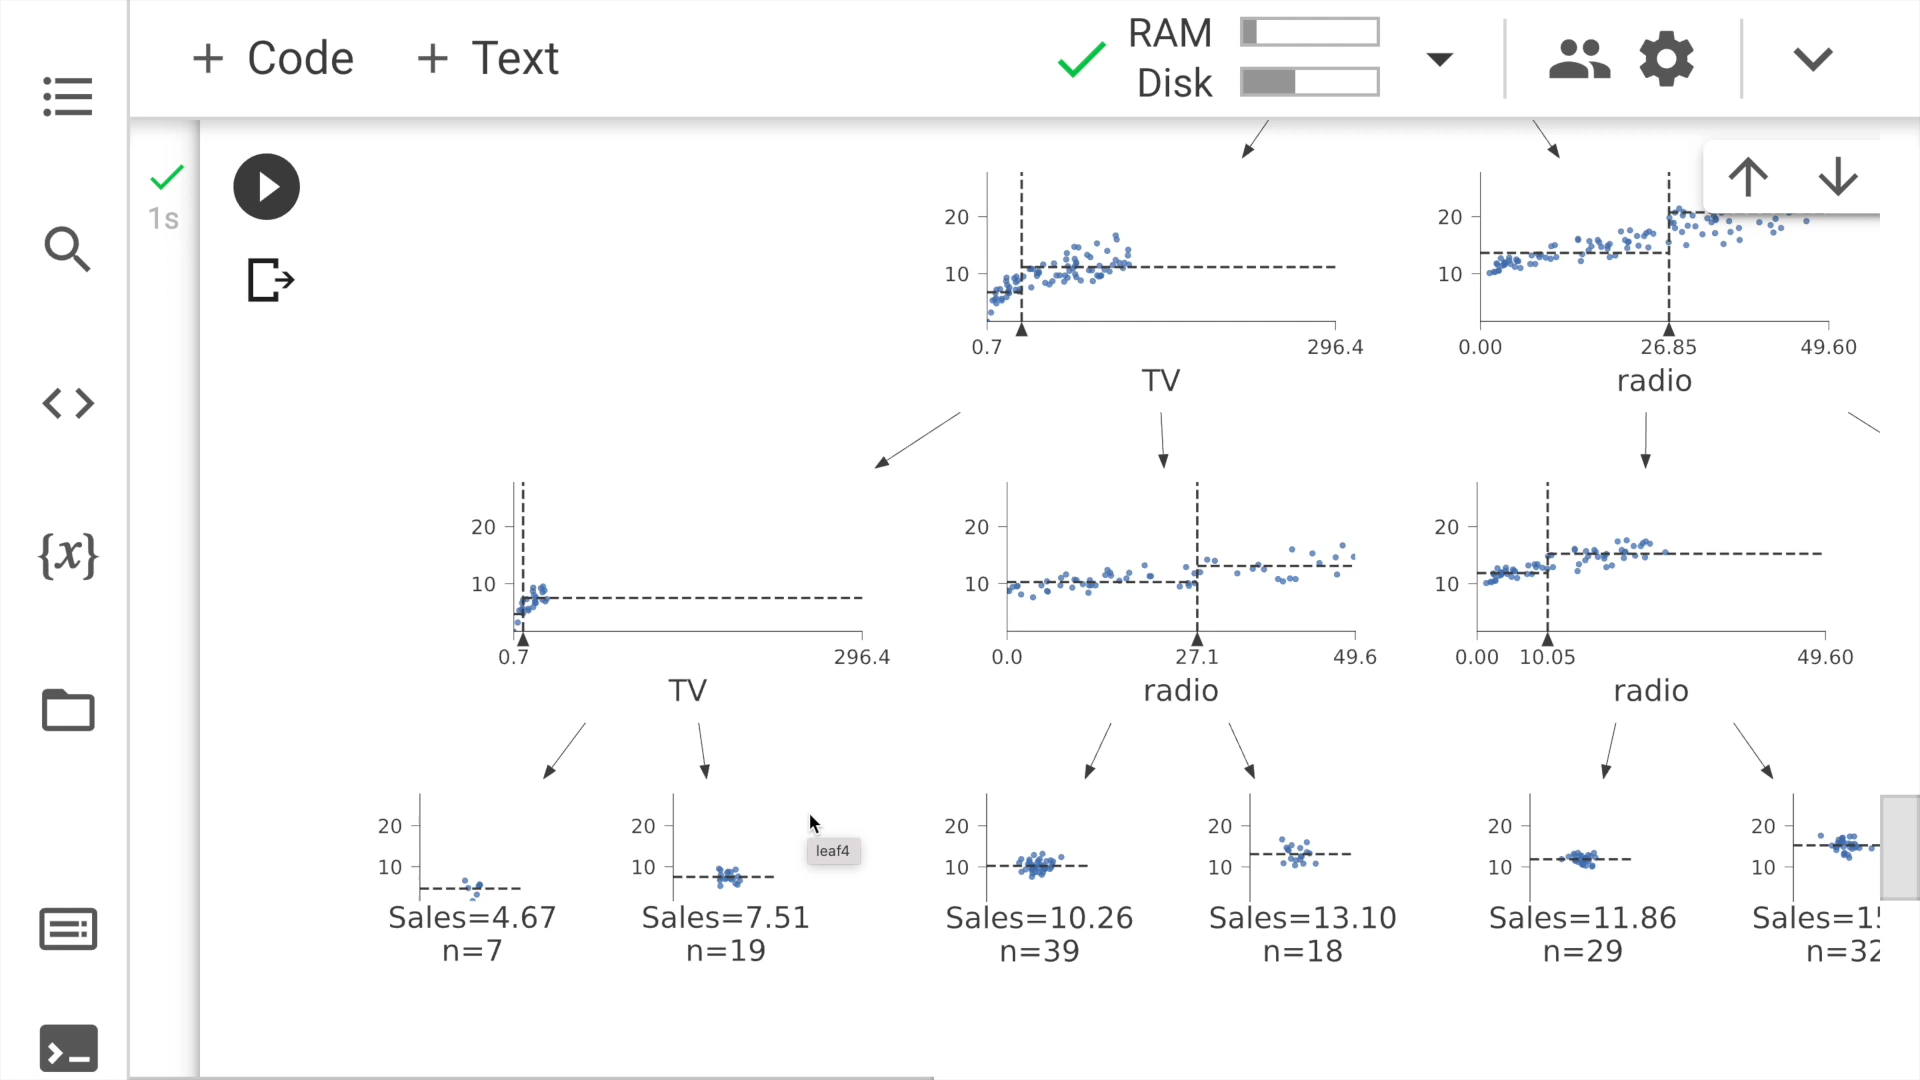 + Code + Text
RAM
Disk
1s
{x}
20
10
0.7 296.4
TV
20
10
0.00 26.85 49.60
radio
20
10
0.7 296.4
TV
20
10
0.0 27.1 49.6
radio
20
10
0.00 10.05 49.60
radio
20
10
Sales=4.67
n=7
20
10
Sales=7.51
n=19
leaf4
20
10
Sales=10.26
n=39
20
10
Sales=13.10
n=18
20
10
Sales=11.86
n=29
20
10
Sales=15
n=32